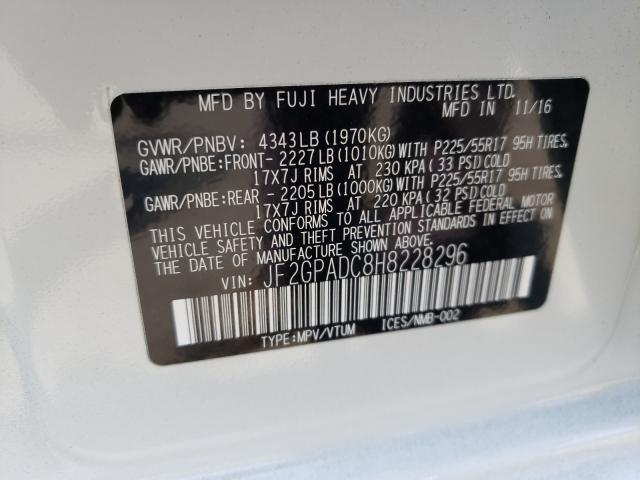 MFD BY FUJI HEAVY INDUSTRIES LTD.
MFD IN 11/16
GVWR/PNBV: 4343LB(1970KG)
GAWR/PNBE:FRONT- 2227LB(1010KG)WITH P225/55R17 95H TIRES,
17X7J RIMS AT 230 KPA(33 PSI)COLD
GAWR/PNBE:REAR - 2205LB(1000KG)WITH P225/55R17 95H TIRES,
17X7J RIMS AT 220 KPA(32 PSI)COLD
THIS VEHICLE CONFORMS TO ALL APPLICABLE FEDERAL MOTOR
VEHICLE SAFETY AND THEFT PREVENTION STANDARDS IN EFFECT
ON THE DATE OF MANUFACTURE SHOWN ABOVE.
VIN: JF2GPADC8H8228296
TYPE:MPV/VTUM ICES/NMB-002